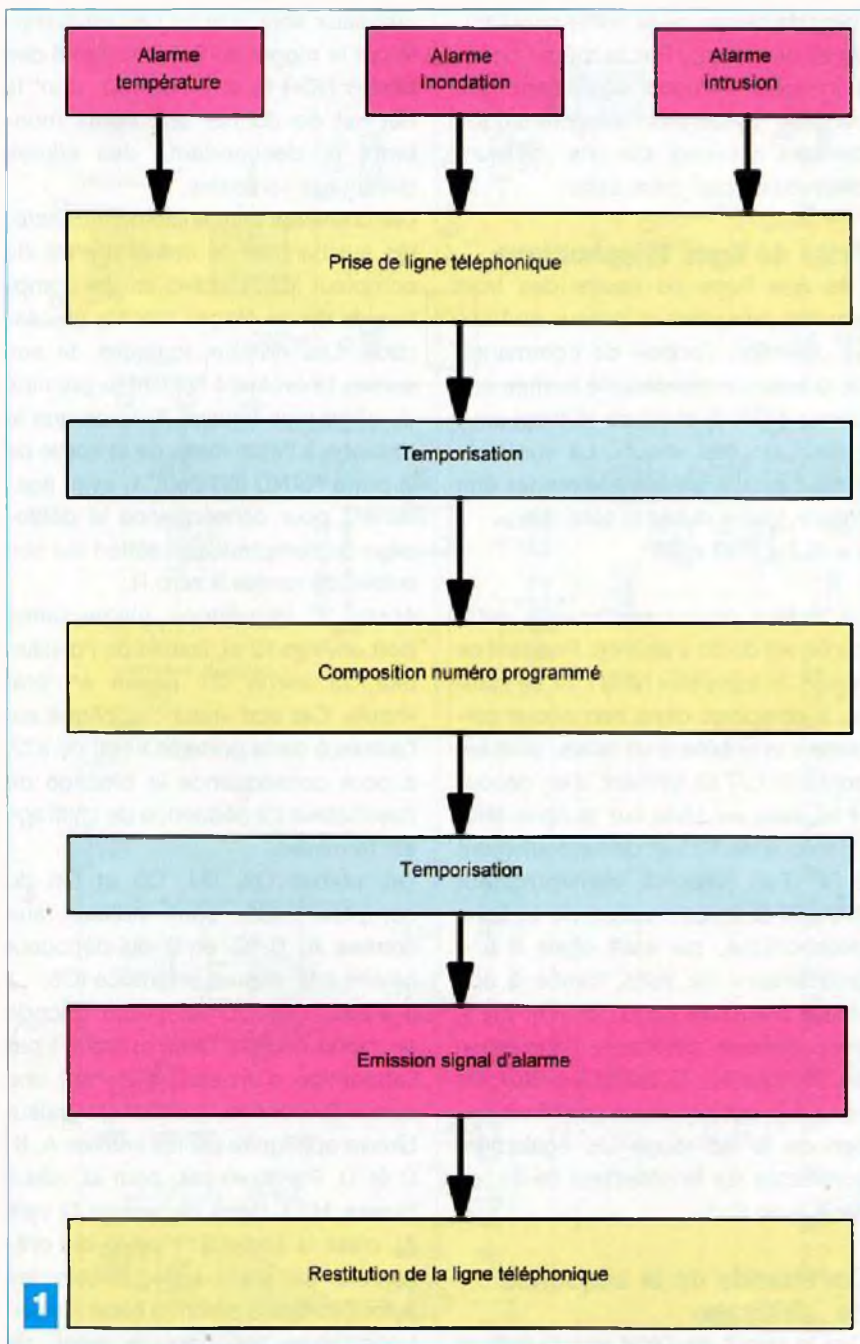 Alarme
température
Alarme
inondation
Alarme
intrusion
Prise de ligne téléphonique
Temporisation
Composition numéro programmé
Temporisation
Emission signal d'alarme
Restitution de la ligne téléphonique
1